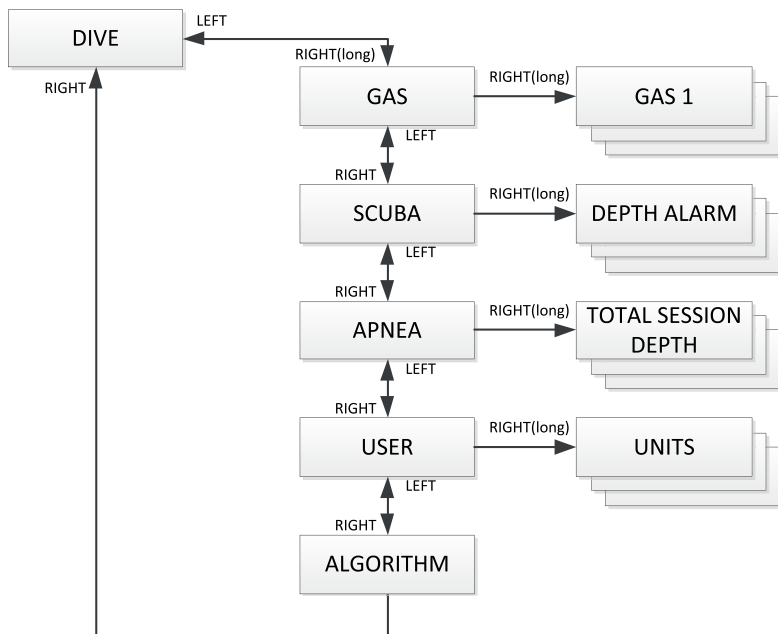 DIVE
LEFT
RIGHT(long)
RIGHT
GAS
RIGHT(long)
GAS 1
LEFT
RIGHT
SCUBA
RIGHT(long)
DEPTH ALARM
LEFT
RIGHT
APNEA
RIGHT(long)
TOTAL SESSION
DEPTH
LEFT
RIGHT
USER
RIGHT(long)
UNITS
LEFT
RIGHT
ALGORITHM